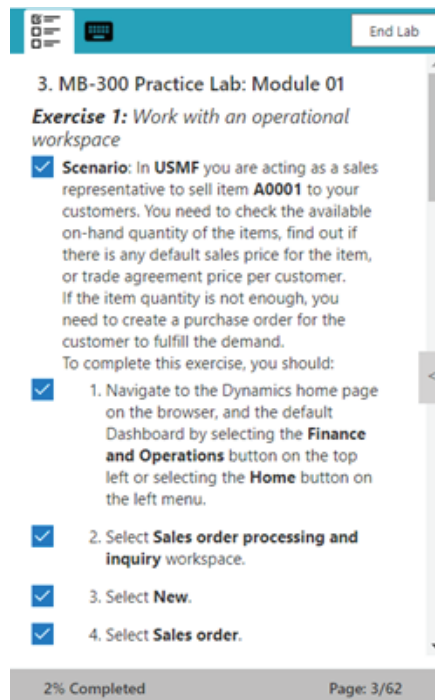 End Lab
3. MB-300 Practice Lab: Module 01
Exercise 1: Work with an operational
workspace
Scenario: In USMF you are acting as a sales
representative to sell item A0001 to your
customers. You need to check the available
on-hand quantity of the items, find out if
there is any default sales price for the item,
or trade agreement price per customer.
If the item quantity is not enough, you
need to create a purchase order for the
customer to fulfill the demand.
To complete this exercise, you should:
1. Navigate to the Dynamics home page
on the browser, and the default
Dashboard by selecting the Finance
and Operations button on the top
left or selecting the Home button on
the left menu.
2. Select Sales order processing and
inquiry workspace.
3. Select New.
4. Select Sales order.
2% Completed Page: 3/62